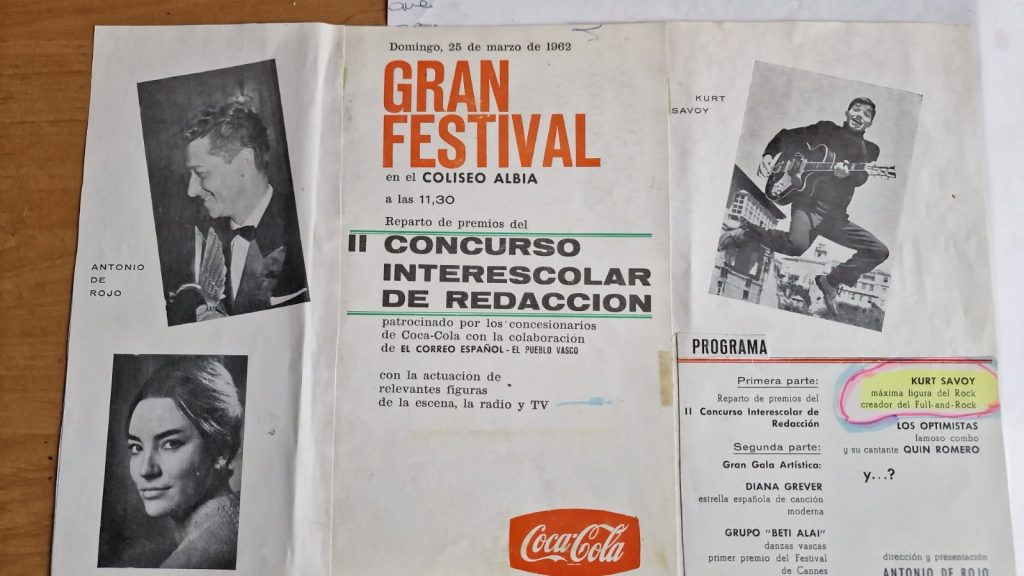 ANTONIO
DE
ROJO
Domingo, 25 de marzo de 1962
GRAN
FESTIVAL
en el COLISEO ALBIA
a las 11,30
Reparto de premios del
II CONCURSO
INTERESCOLAR
DE REDACCION
patrocinado por los concesionarios
de Coca-Cola con la colaboración
de EL CORREO ESPAÑOL - EL PUEBLO VASCO
con la actuación de
relevantes figuras
de la escena, la radio y TV
Coca-Cola
KURT
SAVOY
PROGRAMA
Primera parte:
Reparto de premios del
II Concurso Interescolar de
Redacción
Segunda parte:
Gran Gala Artística:
DIANA GREVER
estrella española de canción
moderna
GRUPO "BETI ALAI"
danzas vascas
primer premio del Festival
de Cannes
KURT SAVOY
máxima figura del Rock
creador del Full-and-Rock
LOS OPTIMISTAS
famoso combo
y su cantante QUIN ROMERO
y...?
dirección y presentación
ANTONIO DE ROJO